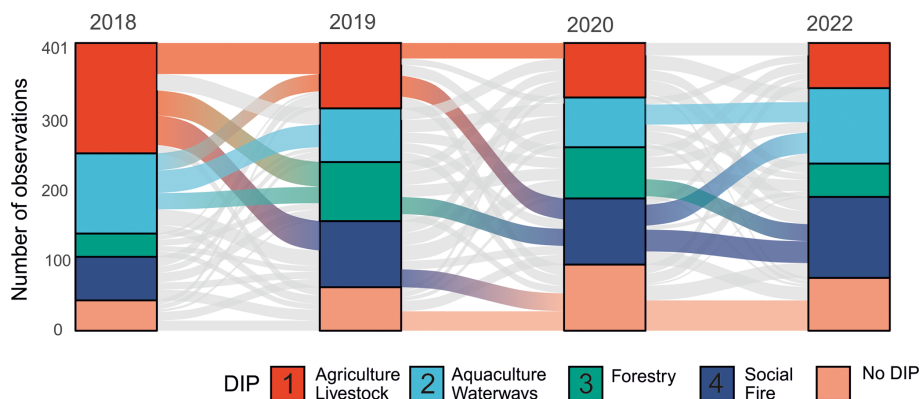 2018 2019 2020 2022
401
300
200
100
0
Number of observations
DIP 1 Agriculture Livestock 2 Aquaculture Waterways 3 Forestry 4 Social Fire No DIP